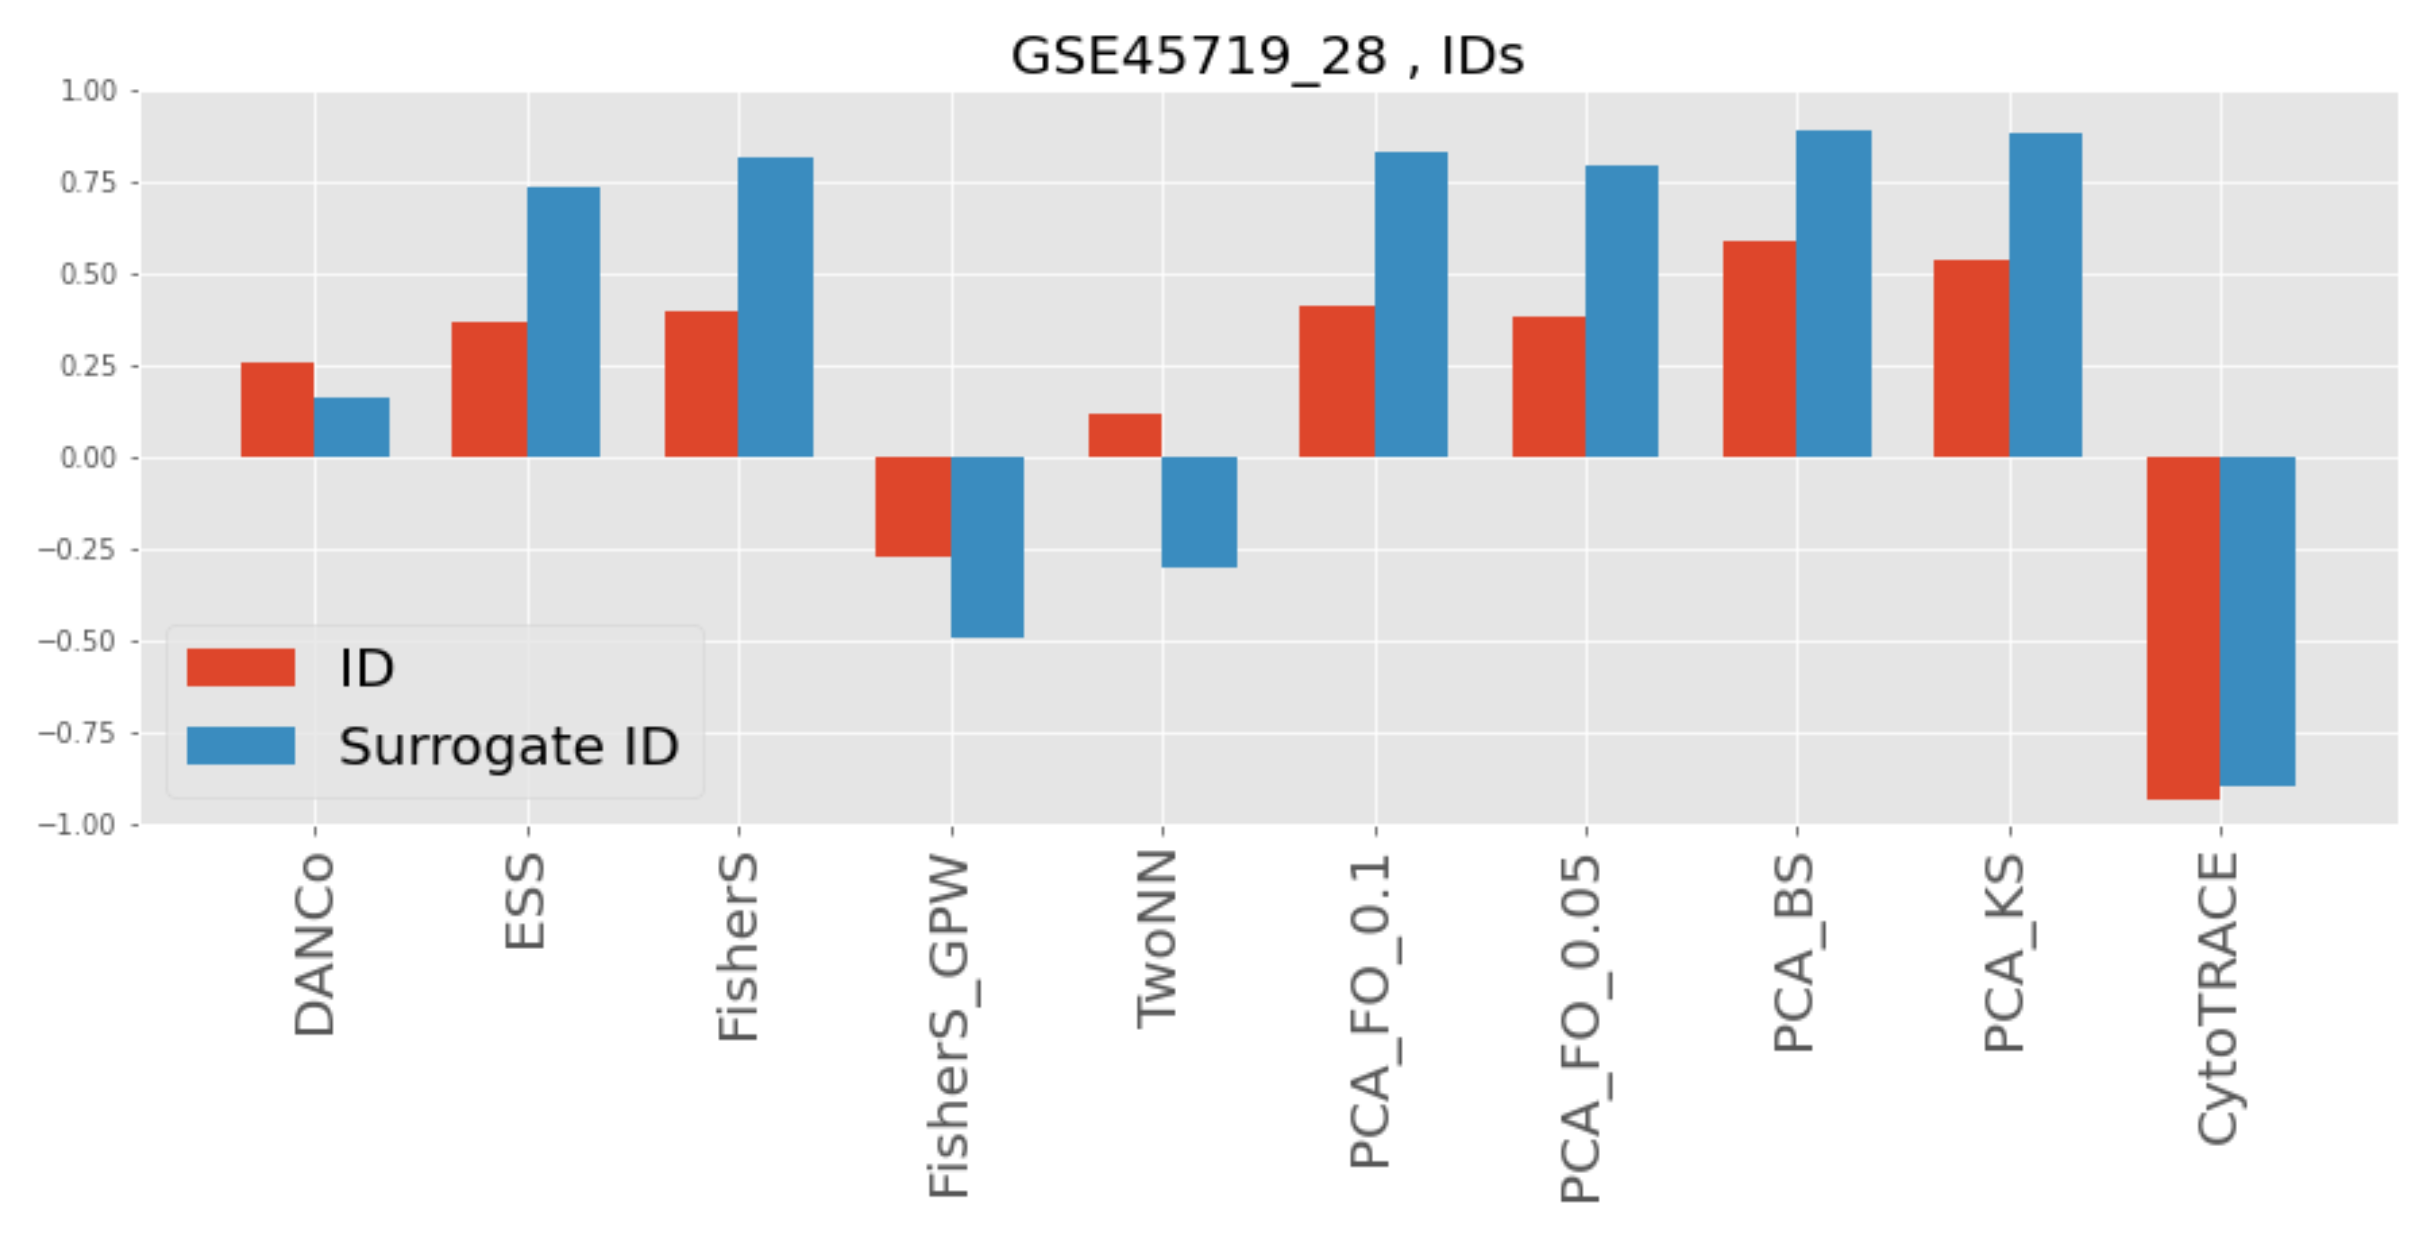 GSE45719_28 , IDs
1.00
0.75
0.50
0.25
0.00
−0.25
−0.50
−0.75
−1.00
ID
Surrogate ID
DANCo
ESS
FisherS
FisherS_GPW
TwoNN
PCA_FO_0.1
PCA_FO_0.05
PCA_BS
PCA_KS
CytoTRACE